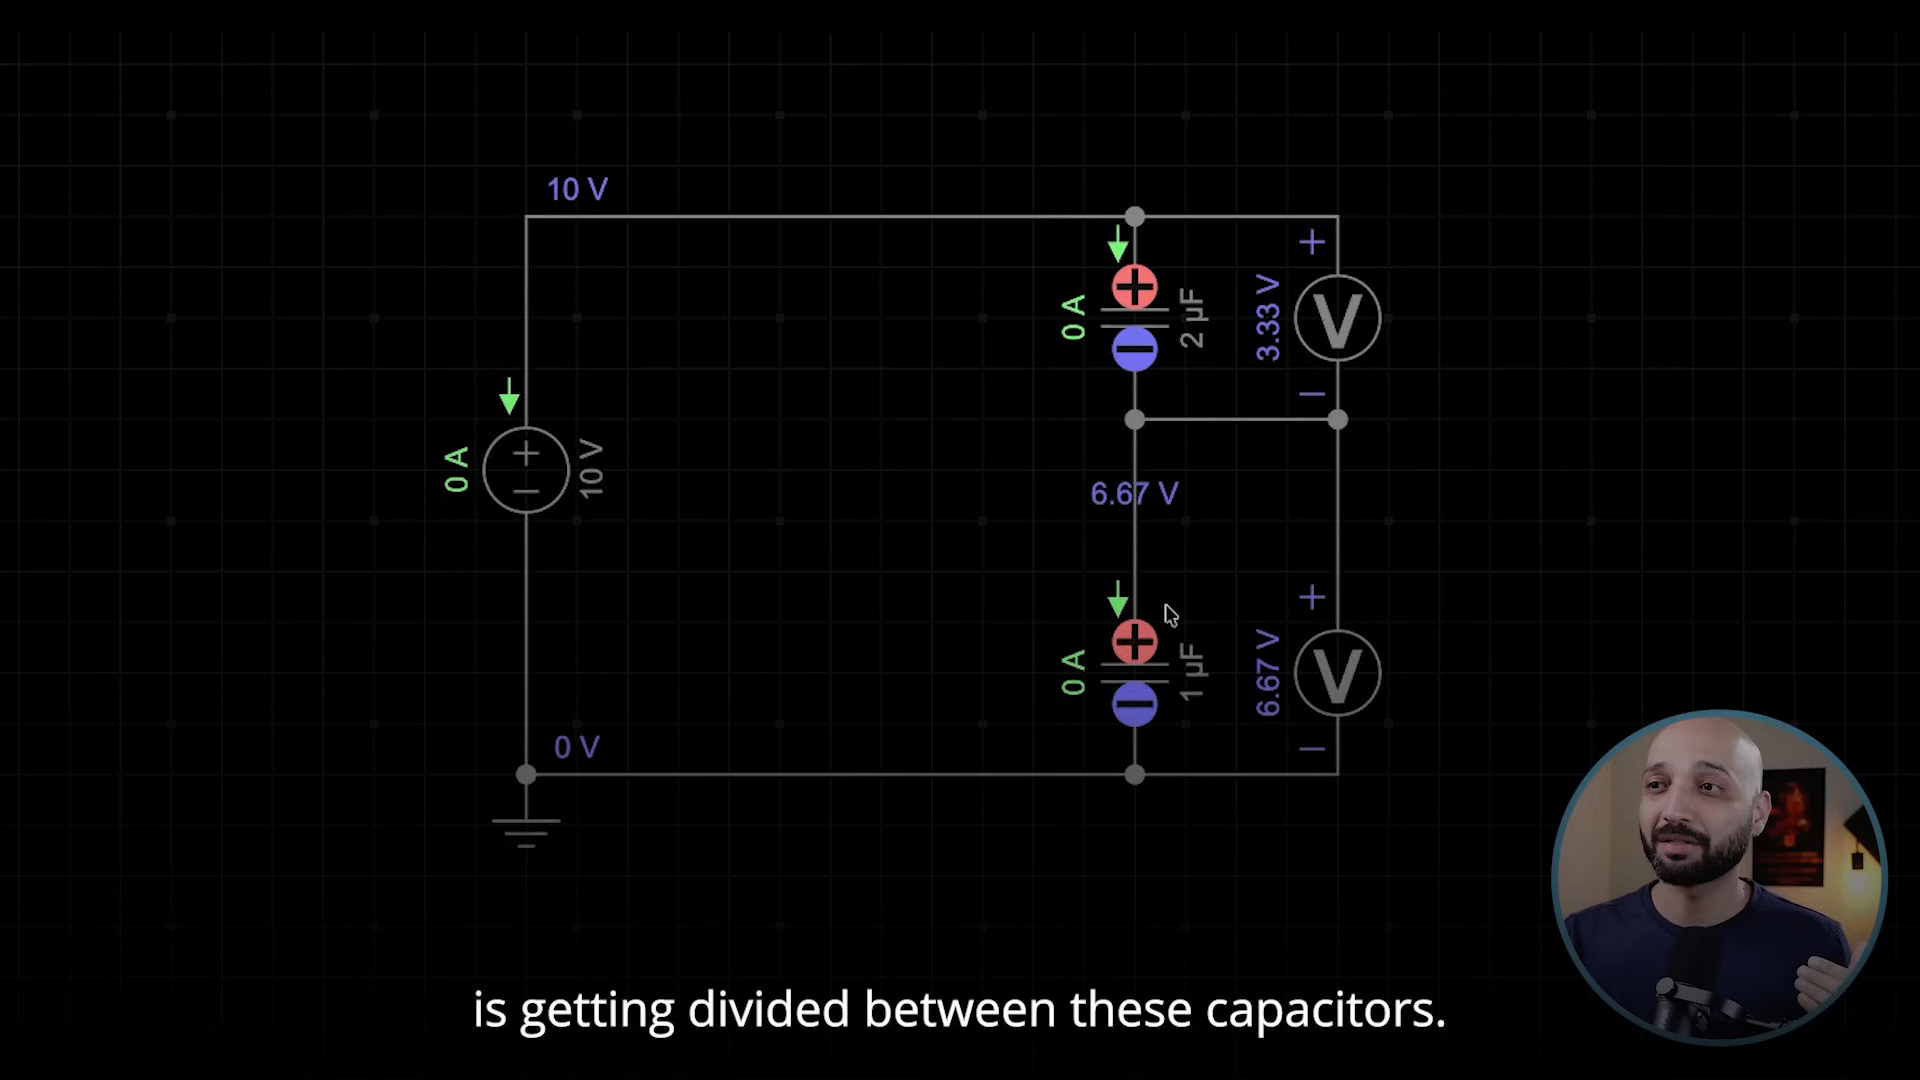 10 V
+
0 A
2 µF
3.33 V
V
−
0 A
+
−
10 V
6.67 V
+
0 A
1 µF
6.67 V
V
−
0 V
is getting divided between these capacitors.